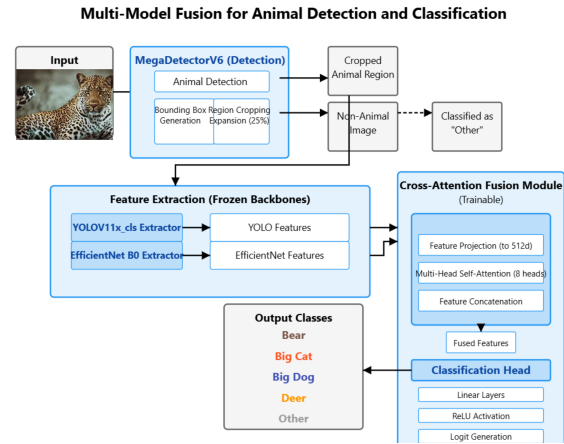 Multi-Model Fusion for Animal Detection and Classification
Input
MegaDetectorV6 (Detection)
Animal Detection
Bounding Box
Generation
Region Cropping
Expansion (25%)
Cropped
Animal Region
Non-Animal
Image
Classified as
"Other"
Feature Extraction (Frozen Backbones)
YOLOV11x_cls Extractor
YOLO Features
EfficientNet B0 Extractor
EfficientNet Features
Cross-Attention Fusion Module
(Trainable)
Feature Projection (to 512d)
Multi-Head Self-Attention (8 heads)
Feature Concatenation
Fused Features
Classification Head
Linear Layers
ReLU Activation
Logit Generation
Output Classes
Bear
Big Cat
Big Dog
Deer
Other